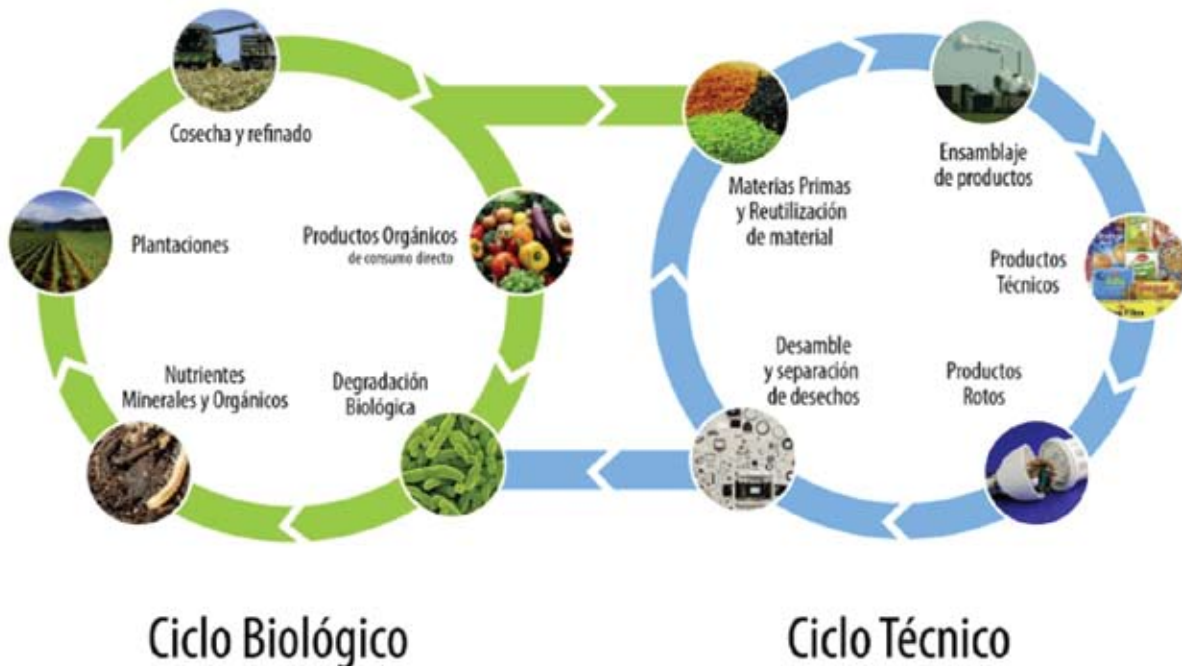 Cosecha y refinado
Plantaciones
Productos Orgánicos
de consumo directo
Nutrientes
Minerales y Orgánicos
Degradación
Biológica
Materias Primas
y Reutilización
de material
Ensamblaje
de productos
Productos
Técnicos
Desamble
y separación
de desechos
Productos
Rotos
Ciclo Biológico
Ciclo Técnico